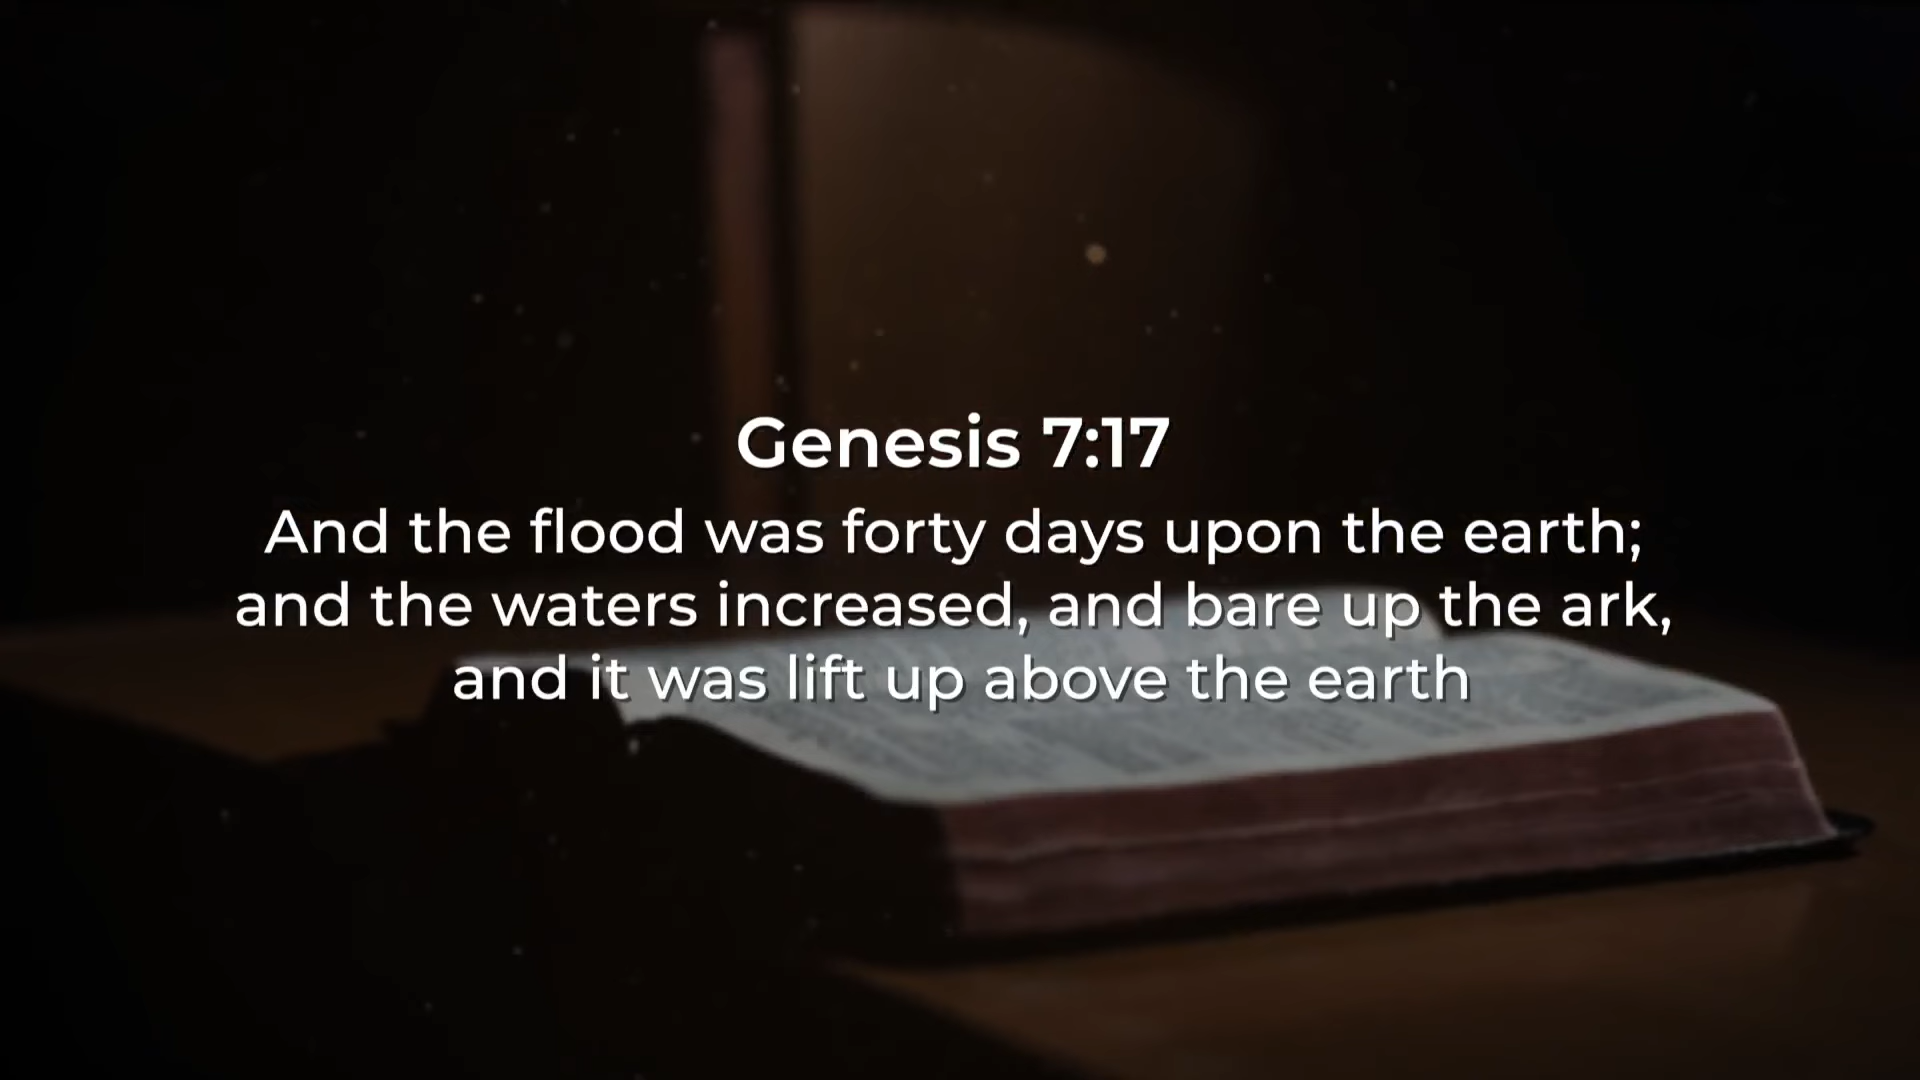 Genesis 7:17
And the flood was forty days upon the earth;
and the waters increased, and bare up the ark,
and it was lift up above the earth